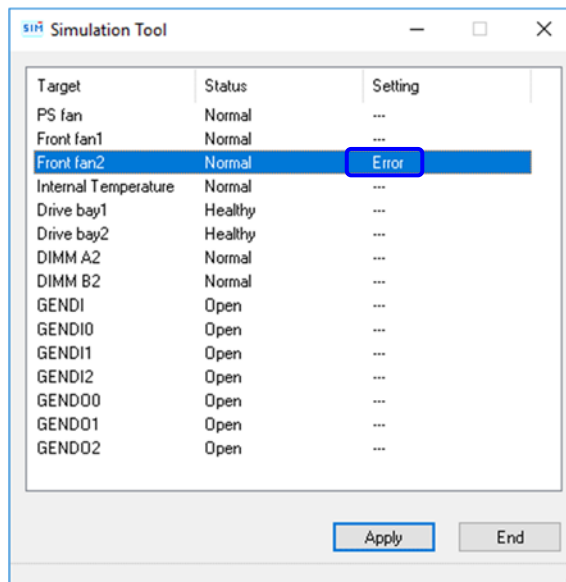 SIM Simulation Tool
Target Status Setting
PS fan Normal ---
Front fan1 Normal ---
Front fan2 Normal Error
Internal Temperature Normal ---
Drive bay1 Healthy ---
Drive bay2 Healthy ---
DIMM A2 Normal ---
DIMM B2 Normal ---
GENDI Open ---
GENDI0 Open ---
GENDI1 Open ---
GENDI2 Open ---
GENDO0 Open ---
GENDO1 Open ---
GENDO2 Open ---
Apply End